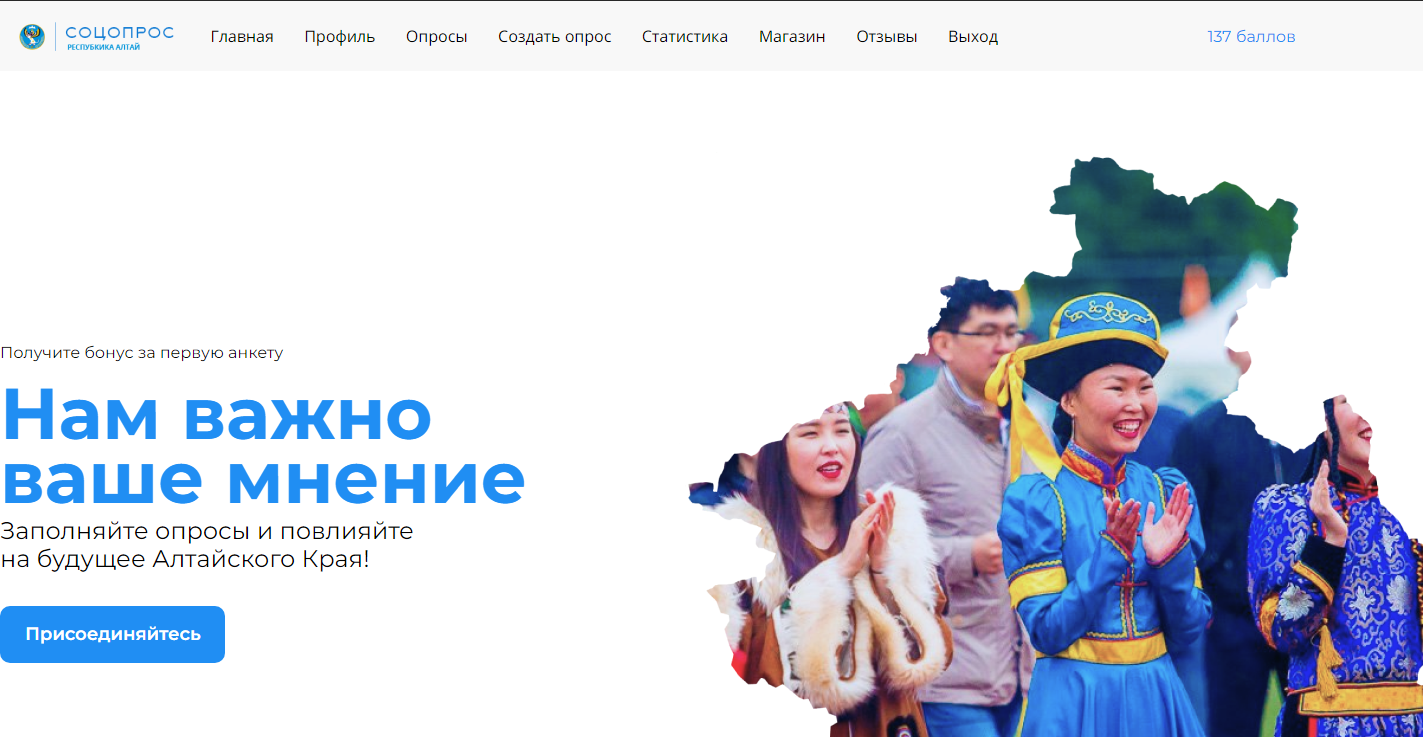 СОЦОПРОС
РЕСПУБКИКА АЛТАЙ
Главная Профиль Опросы Создать опрос Статистика Магазин Отзывы Выход
137 баллов
Получите бонус за первую анкету
Нам важно
ваше мнение
Заполняйте опросы и повлияйте
на будущее Алтайского Края!
Присоединяйтесь